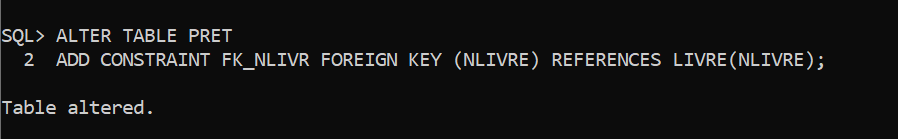 SQL> ALTER TABLE PRET
2 ADD CONSTRAINT FK_NLIVR FOREIGN KEY (NLIVRE) REFERENCES LIVRE(NLIVRE);
Table altered.